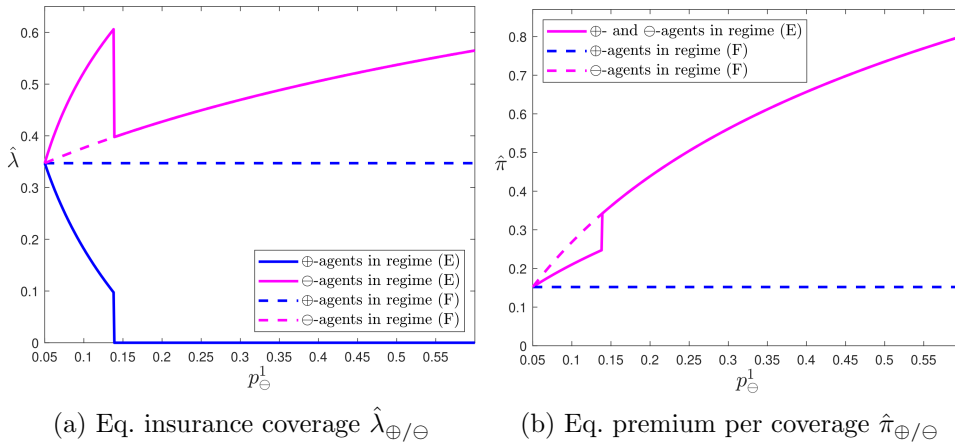 0.6
0.5
0.4
λ̂
0.3
0.2
0.1
0
⊕-agents in regime (E)
⊖-agents in regime (E)
⊕-agents in regime (F)
⊖-agents in regime (F)
0.05 0.1 0.15 0.2 0.25 0.3 0.35 0.4 0.45 0.5 0.55
p¹_⊖
(a) Eq. insurance coverage λ̂_⊕/⊖
0.8
0.7
0.6
0.5
π̂
0.4
0.3
0.2
0.1
0
⊕- and ⊖-agents in regime (E)
⊕-agents in regime (F)
⊖-agents in regime (F)
0.05 0.1 0.15 0.2 0.25 0.3 0.35 0.4 0.45 0.5 0.55
p¹_⊖
(b) Eq. premium per coverage π̂_⊕/⊖